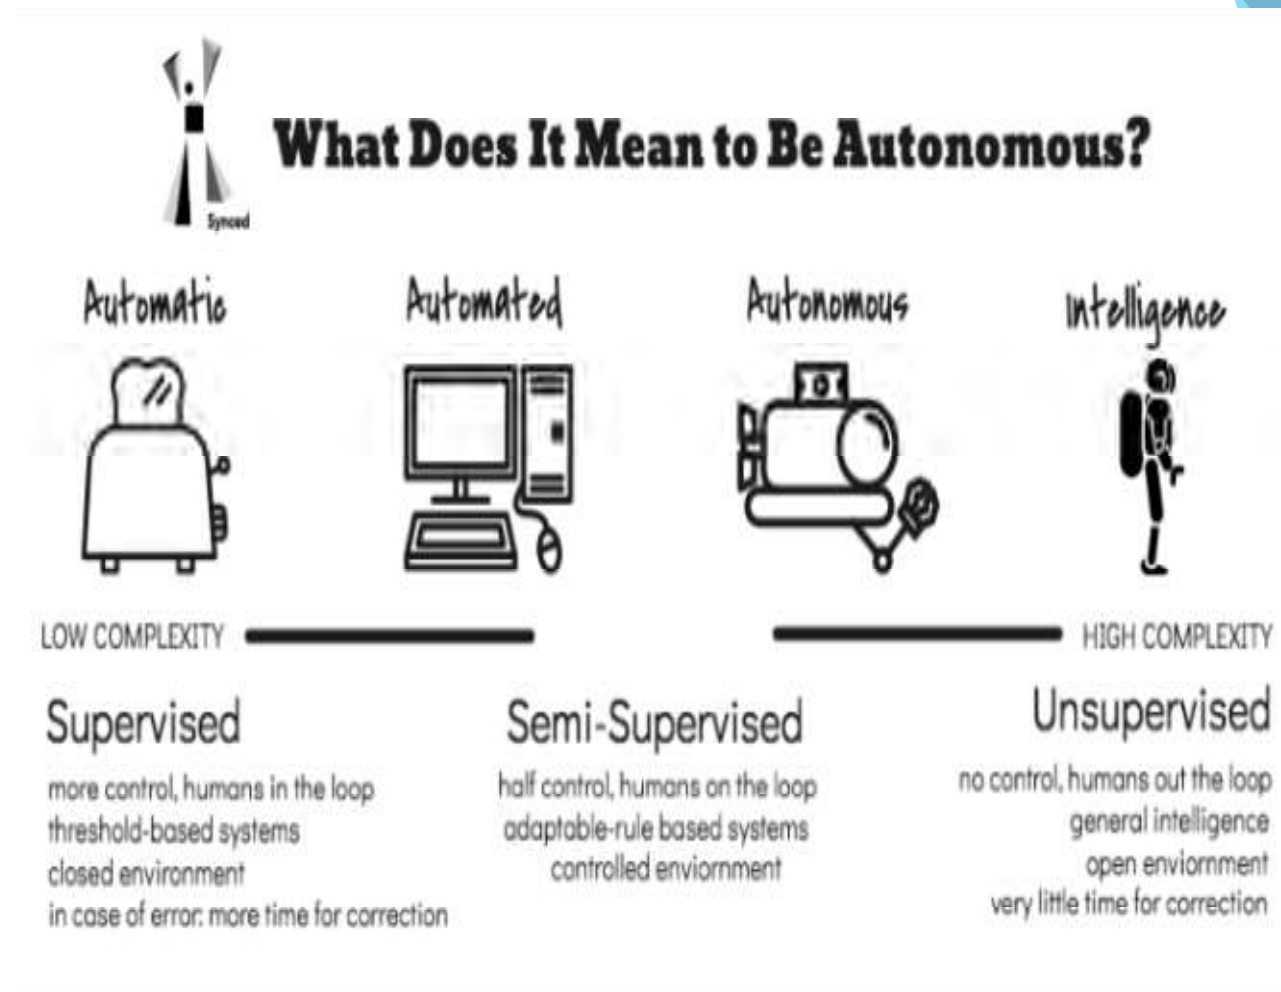 Synced
What Does It Mean to Be Autonomous?
Automatic
Automated
Autonomous
Intelligence
LOW COMPLEXITY
HIGH COMPLEXITY
Supervised
more control, humans in the loop
threshold-based systems
closed environment
in case of error: more time for correction
Semi-Supervised
half control, humans on the loop
adaptable-rule based systems
controlled enviornment
Unsupervised
no control, humans out the loop
general intelligence
open enviornment
very little time for correction